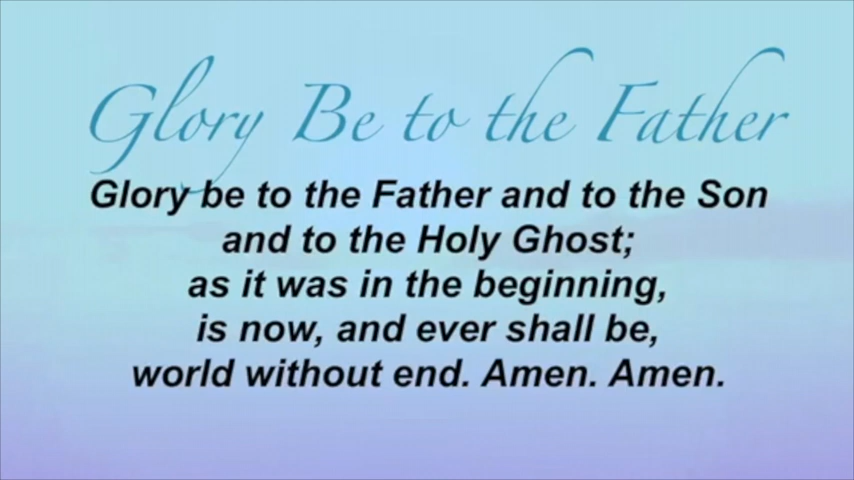 Glory Be to the Father
Glory be to the Father and to the Son
and to the Holy Ghost;
as it was in the beginning,
is now, and ever shall be,
world without end. Amen. Amen.